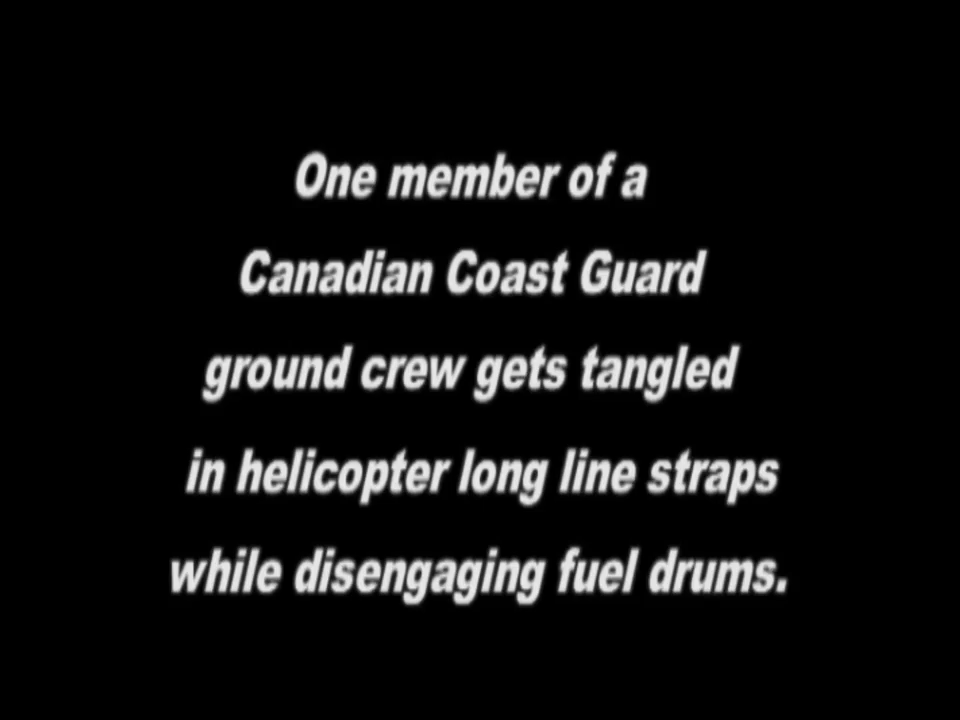 One member of a
Canadian Coast Guard
ground crew gets tangled
in helicopter long line straps
while disengaging fuel drums.